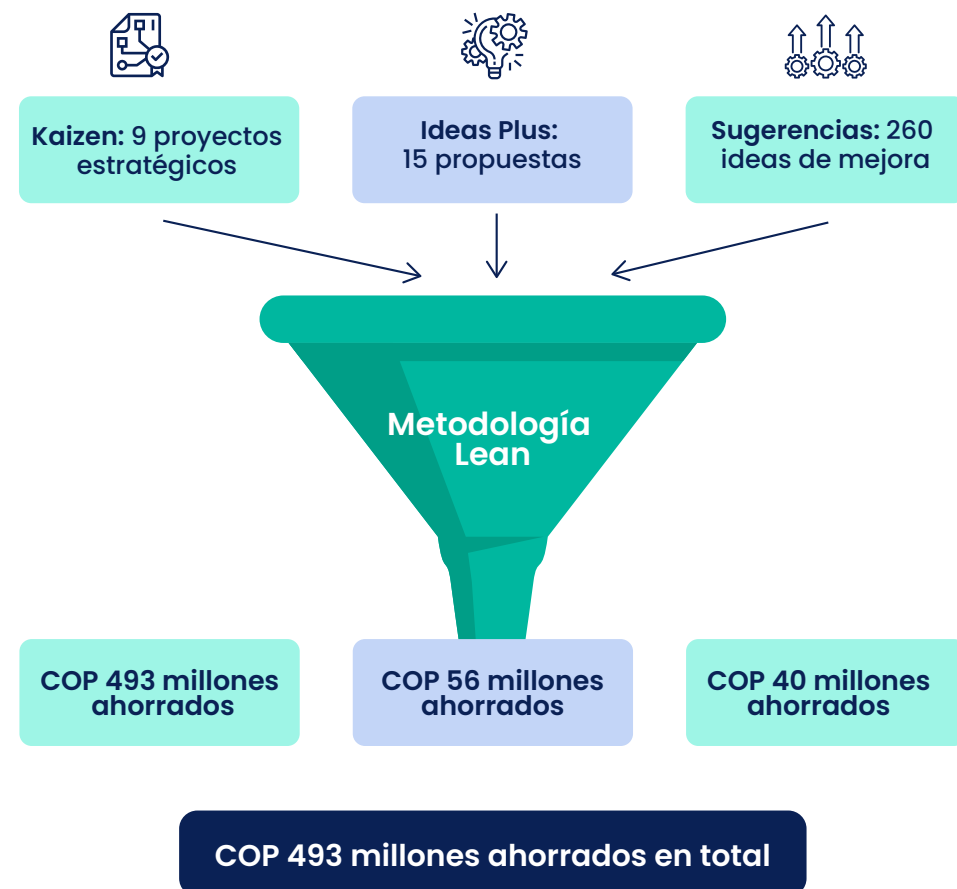 Kaizen: 9 proyectos
estratégicos
Ideas Plus:
15 propuestas
Sugerencias: 260
ideas de mejora
Metodología
Lean
COP 493 millones
ahorrados
COP 56 millones
ahorrados
COP 40 millones
ahorrados
COP 493 millones ahorrados en total